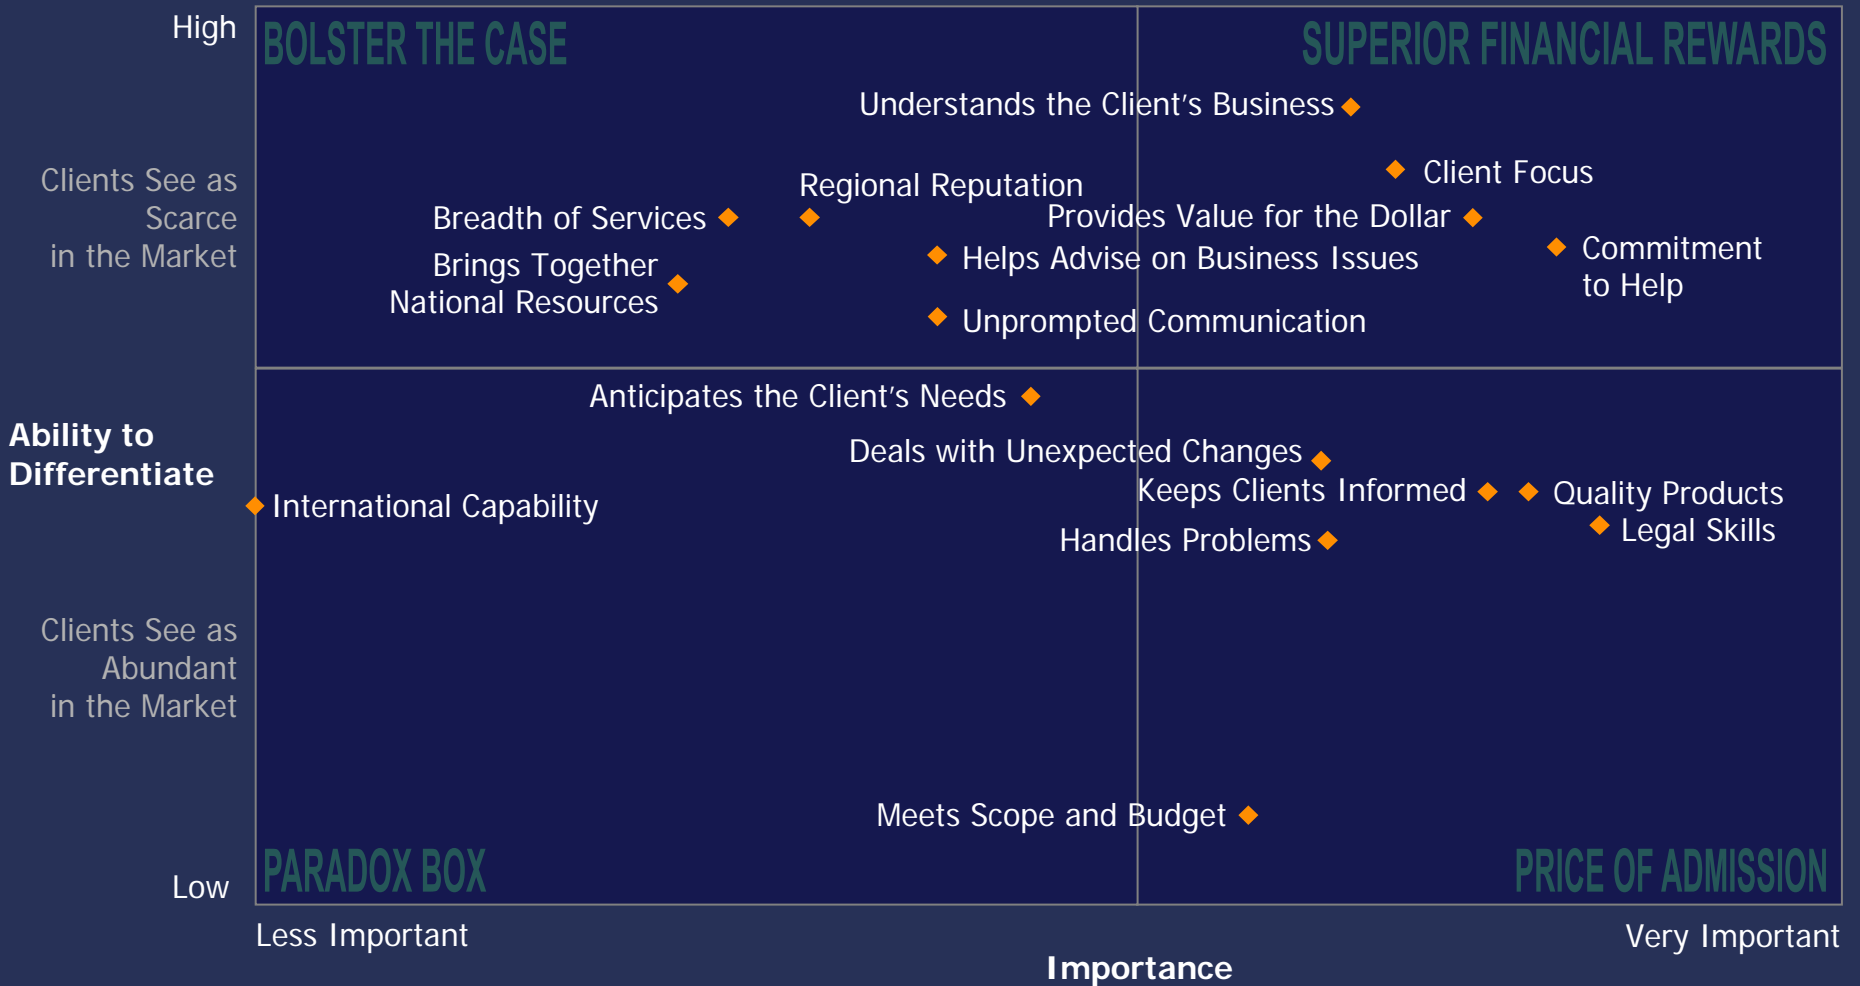 High
BOLSTER THE CASE
SUPERIOR FINANCIAL REWARDS
Understands the Client's Business
Clients See as
Scarce
in the Market
Client Focus
Regional Reputation
Breadth of Services
Provides Value for the Dollar
Brings Together
National Resources
Helps Advise on Business Issues
Commitment
to Help
Unprompted Communication
Anticipates the Client's Needs
Ability to
Differentiate
Deals with Unexpected Changes
Keeps Clients Informed
Quality Products
International Capability
Legal Skills
Handles Problems
Clients See as
Abundant
in the Market
Meets Scope and Budget
Low
PARADOX BOX
PRICE OF ADMISSION
Less Important
Very Important
Importance